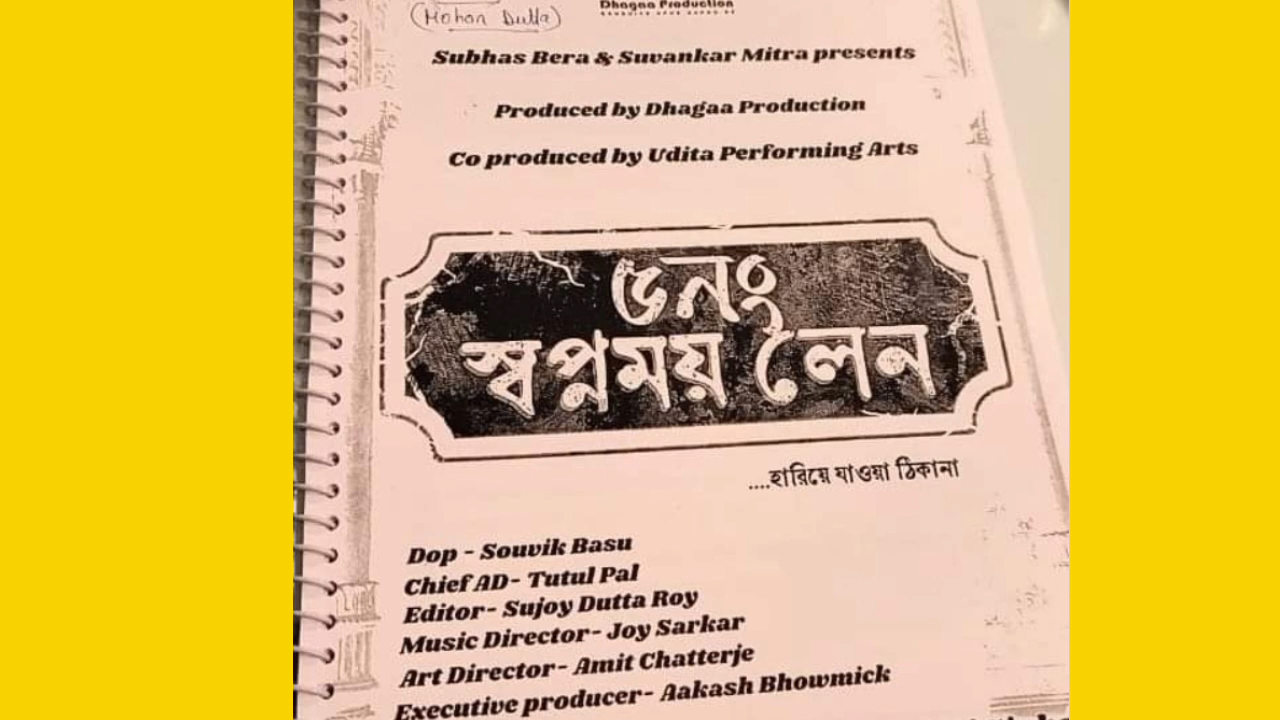 (Mohan Dutta)
Dhagaa Production
Subhas Bera & Suvankar Mitra presents
Produced by Dhagaa Production
Co produced by Udita Performing Arts
৫নং
স্বপ্নময় লেন
....হারিয়ে যাওয়া ঠিকানা
Dop - Souvik Basu
Chief AD- Tutul Pal
Editor- Sujoy Dutta Roy
Music Director- Joy Sarkar
Art Director- Amit Chatterje
Executive producer- Aakash Bhowmick